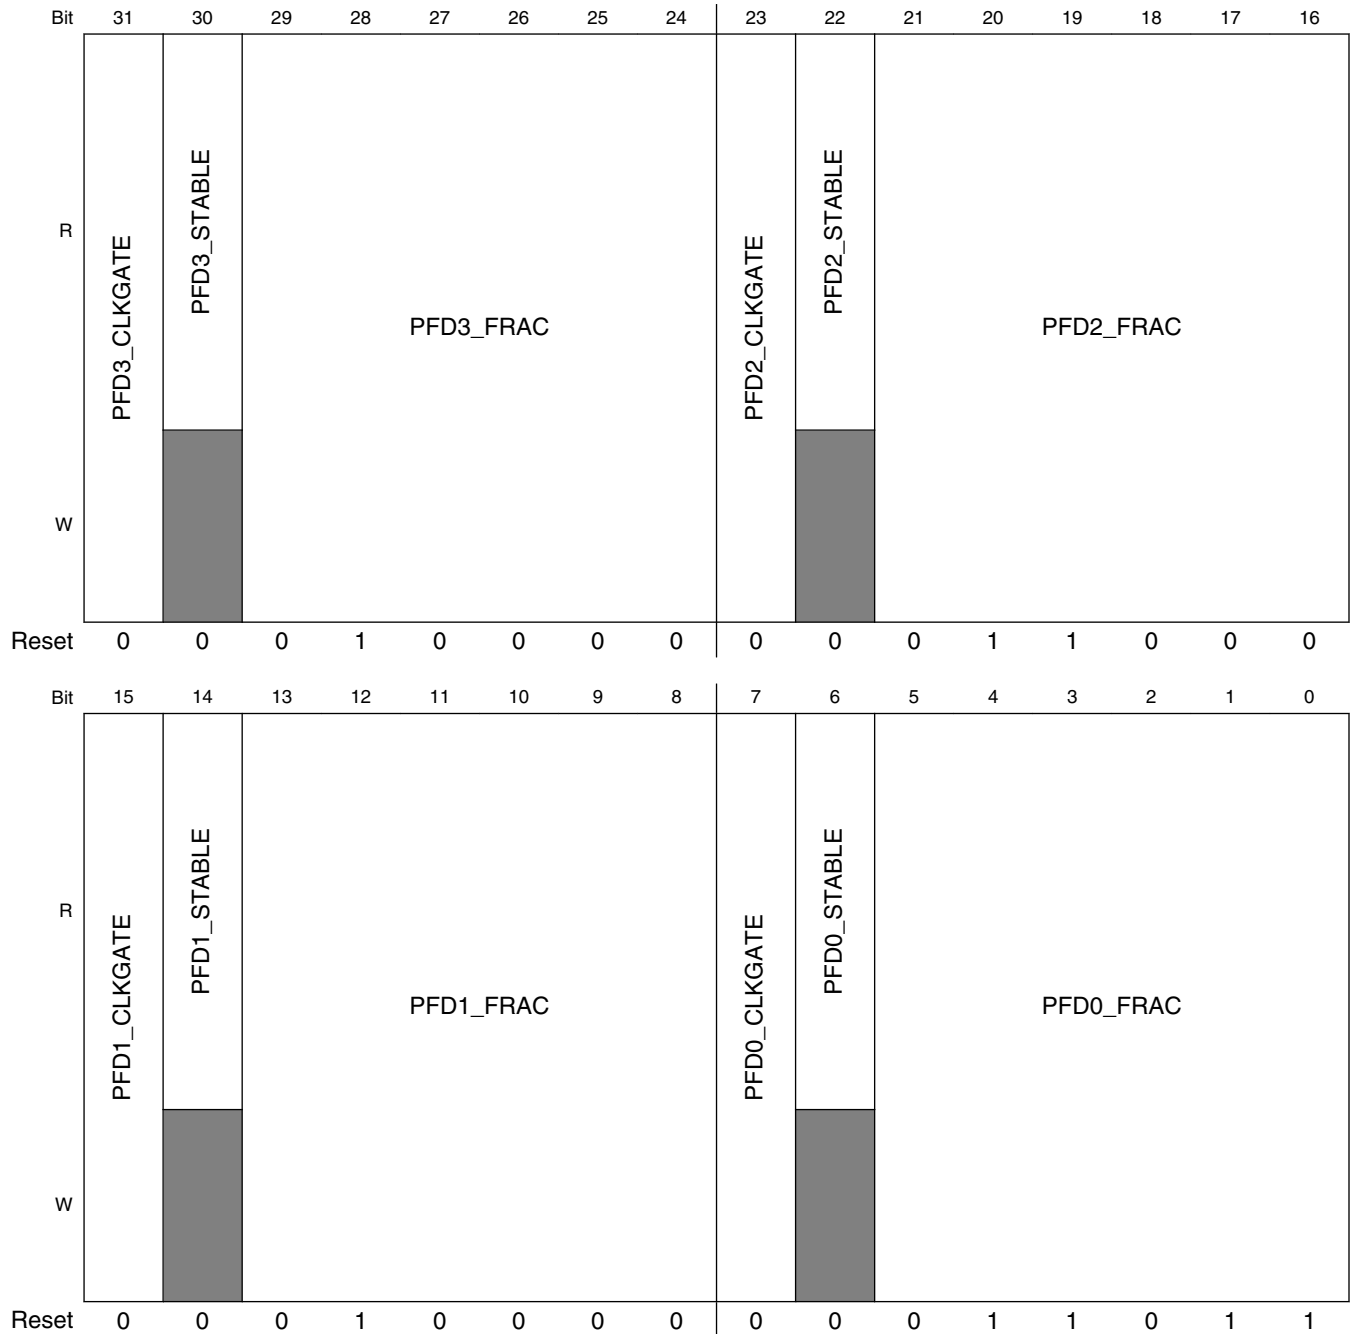 Bit 31 30 29 28 27 26 25 24 23 22 21 20 19 18 17 16
R
PFD3_CLKGATE
PFD3_STABLE
PFD3_FRAC
PFD2_CLKGATE
PFD2_STABLE
PFD2_FRAC
W
Reset 0 0 0 1 0 0 0 0 0 0 0 1 1 0 0 0
Bit 15 14 13 12 11 10 9 8 7 6 5 4 3 2 1 0
R
PFD1_CLKGATE
PFD1_STABLE
PFD1_FRAC
PFD0_CLKGATE
PFD0_STABLE
PFD0_FRAC
W
Reset 0 0 0 1 0 0 0 0 0 0 0 1 1 0 1 1